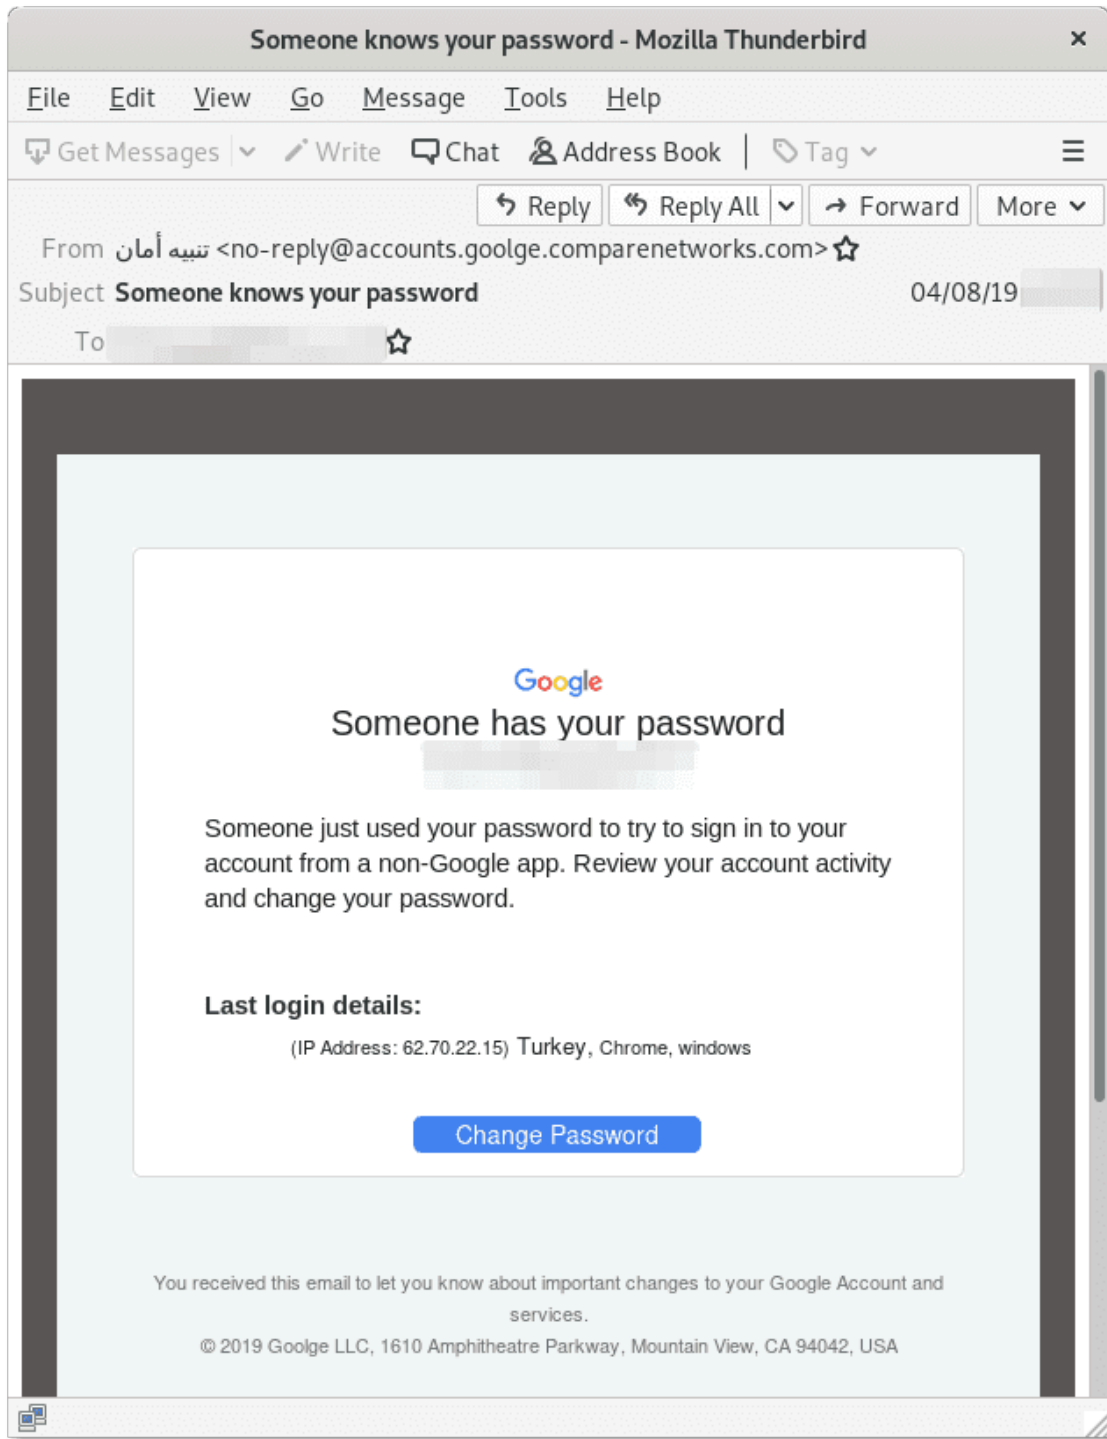 Someone knows your password - Mozilla Thunderbird
File Edit View Go Message Tools Help
Get Messages Write Chat Address Book Tag
Reply Reply All Forward More
From تنبيه أمان <no-reply@accounts.goolge.comparenetworks.com>
Subject Someone knows your password 04/08/19
To
Google
Someone has your password
Someone just used your password to try to sign in to your
account from a non-Google app. Review your account activity
and change your password.
Last login details:
(IP Address: 62.70.22.15) Turkey, Chrome, windows
Change Password
You received this email to let you know about important changes to your Google Account and
services.
© 2019 Goolge LLC, 1610 Amphitheatre Parkway, Mountain View, CA 94042, USA